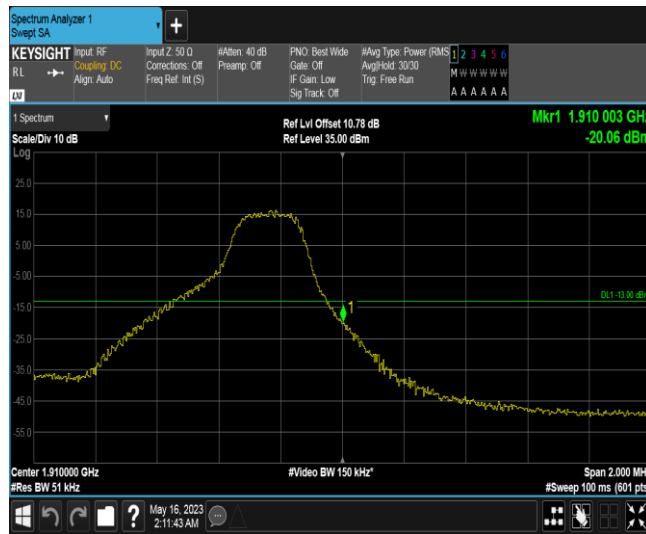 Spectrum Analyzer 1
Swept SA
KEYSIGHT
RL
LXI
Input: RF
Coupling: DC
Align: Auto
Input Z: 50 Ω
Corrections: Off
Freq Ref: Int (S)
#Atten: 40 dB
Preamp: Off
PNO: Best Wide
Gate: Off
IF Gain: Low
Sig Track: Off
#Avg Type: Power (RMS
Avg|Hold: 30/30
Trig: Free Run
1 2 3 4 5 6
M W W W W W
A A A A A A
1 Spectrum
Scale/Div 10 dB
Log
Ref Lvl Offset 10.78 dB
Ref Level 35.00 dBm
Mkr1 1.910 003 GHz
-20.06 dBm
25.0
15.0
5.00
-5.00
-15.0
-25.0
-35.0
-45.0
-55.0
DL1 -13.00 dBm
1
Center 1.910000 GHz
#Res BW 51 kHz
#Video BW 150 kHz*
Span 2.000 MH
#Sweep 100 ms (601 pts
?
May 16, 2023
2:11:43 AM